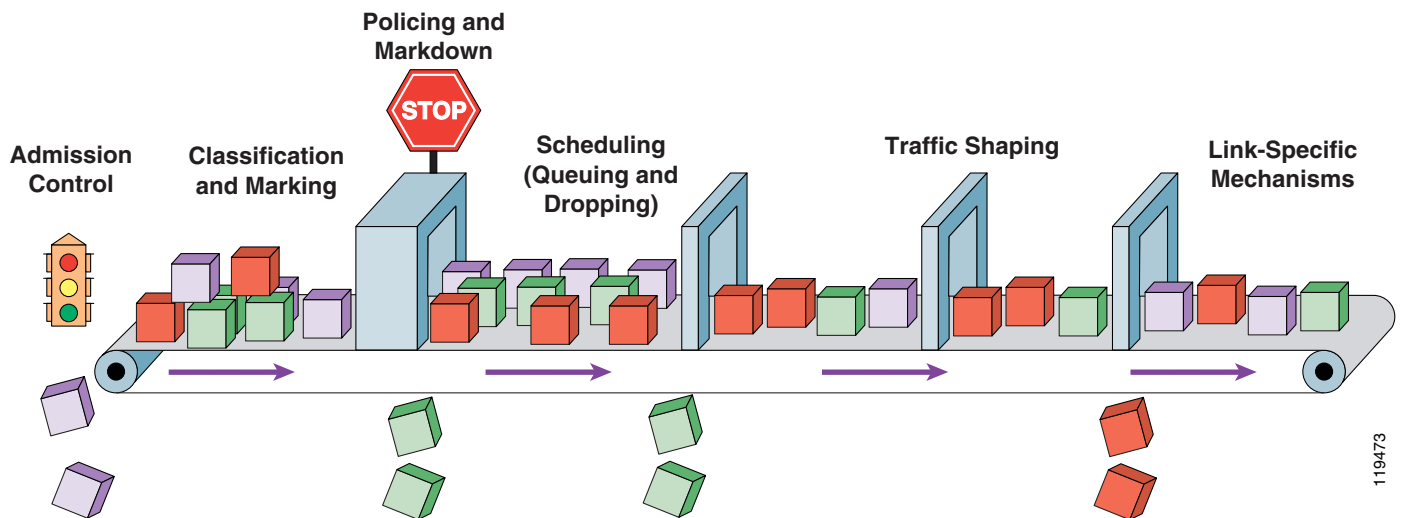 Policing and
Markdown
STOP
Admission
Control
Classification
and Marking
Scheduling
(Queuing and
Dropping)
Traffic Shaping
Link-Specific
Mechanisms
119473